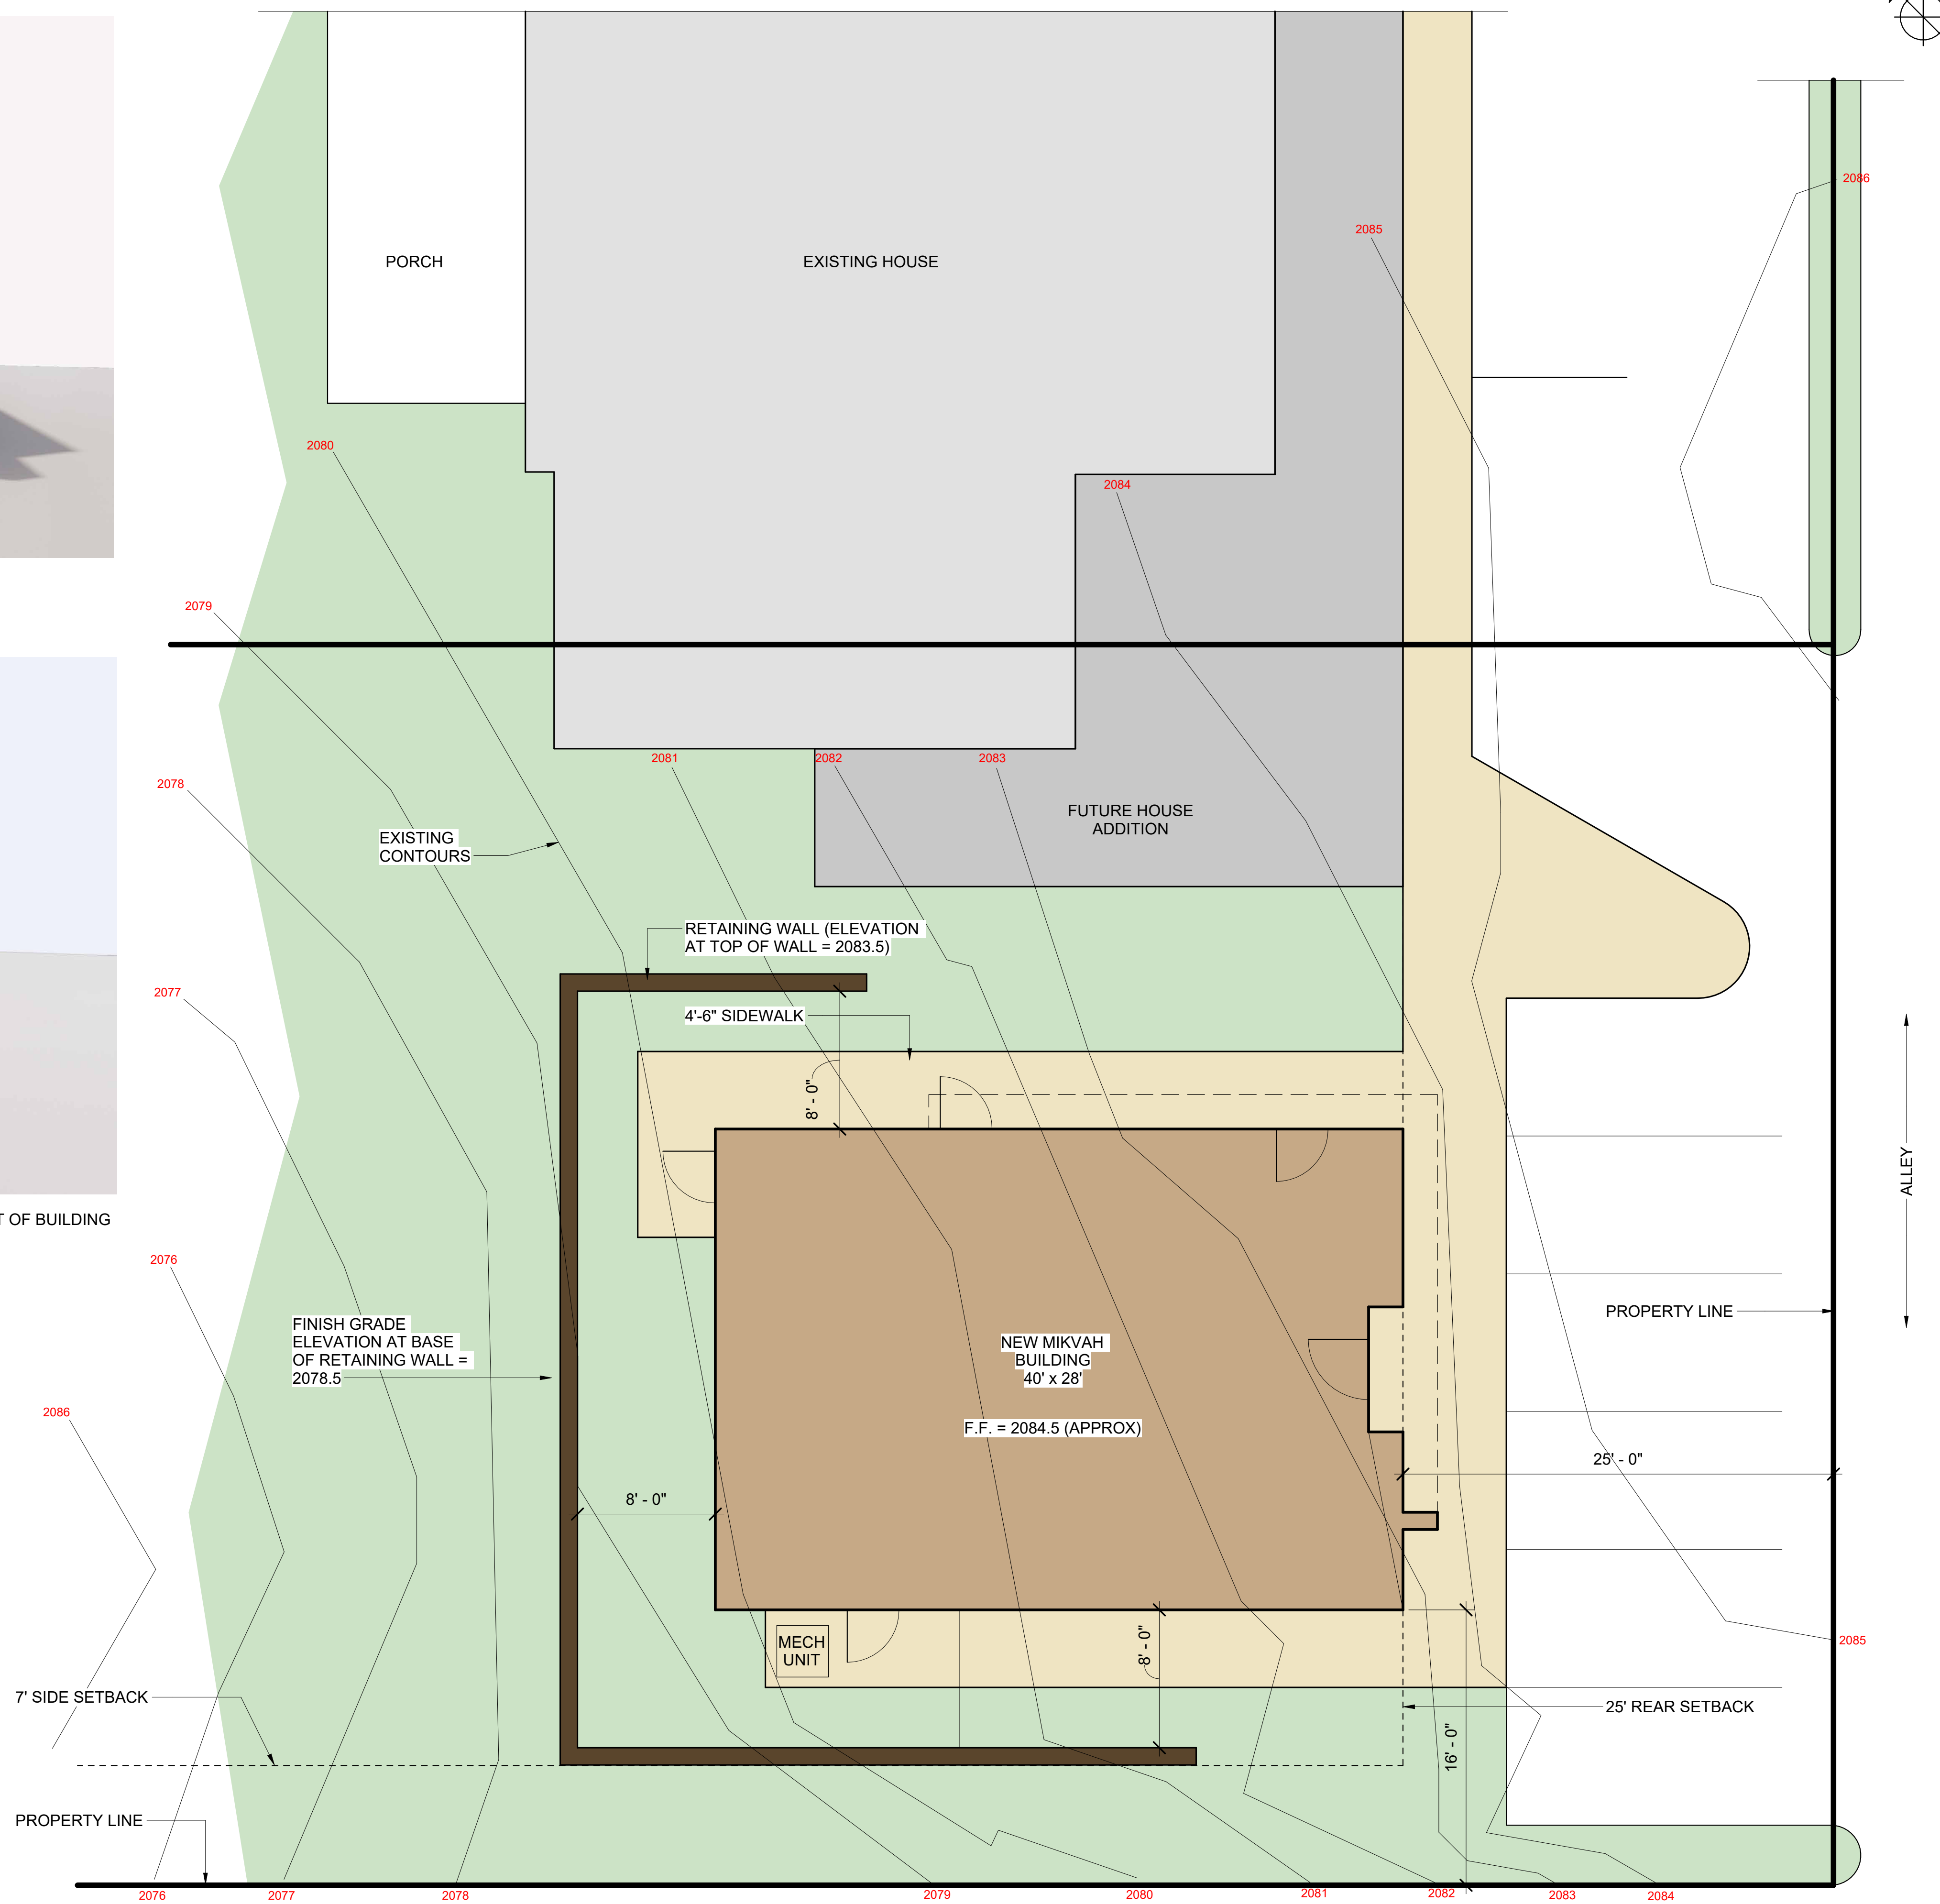 2086
2085
PORCH
EXISTING HOUSE
2080
2084
2079
2081
2082
2083
2078
FUTURE HOUSE
ADDITION
EXISTING
CONTOURS
RETAINING WALL (ELEVATION
AT TOP OF WALL = 2083.5)
2077
4'-6" SIDEWALK
8' - 0"
ALLEY
T OF BUILDING
2076
FINISH GRADE
ELEVATION AT BASE
OF RETAINING WALL =
2078.5
PROPERTY LINE
NEW MIKVAH
BUILDING
40' x 28'
2086
F.F. = 2084.5 (APPROX)
25' - 0"
8' - 0"
MECH
UNIT
8' - 0"
2085
7' SIDE SETBACK
25' REAR SETBACK
16' - 0"
PROPERTY LINE
2076
2077
2078
2079
2080
2081
2082
2083
2084